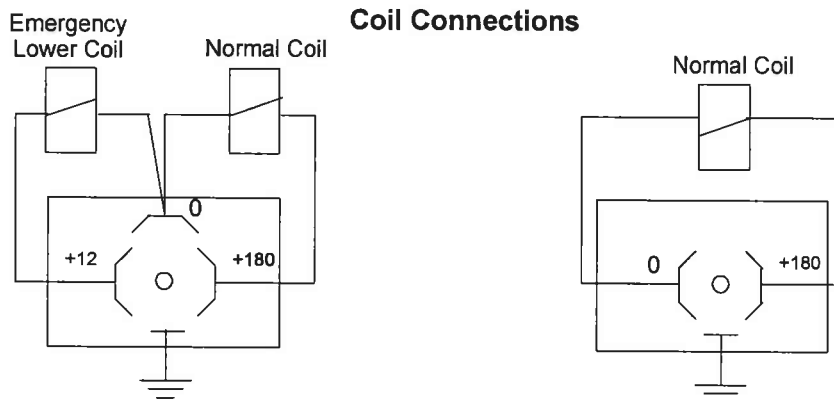 Coil Connections
Emergency
Lower Coil
Normal Coil
0
+12
+180
Normal Coil
0
+180